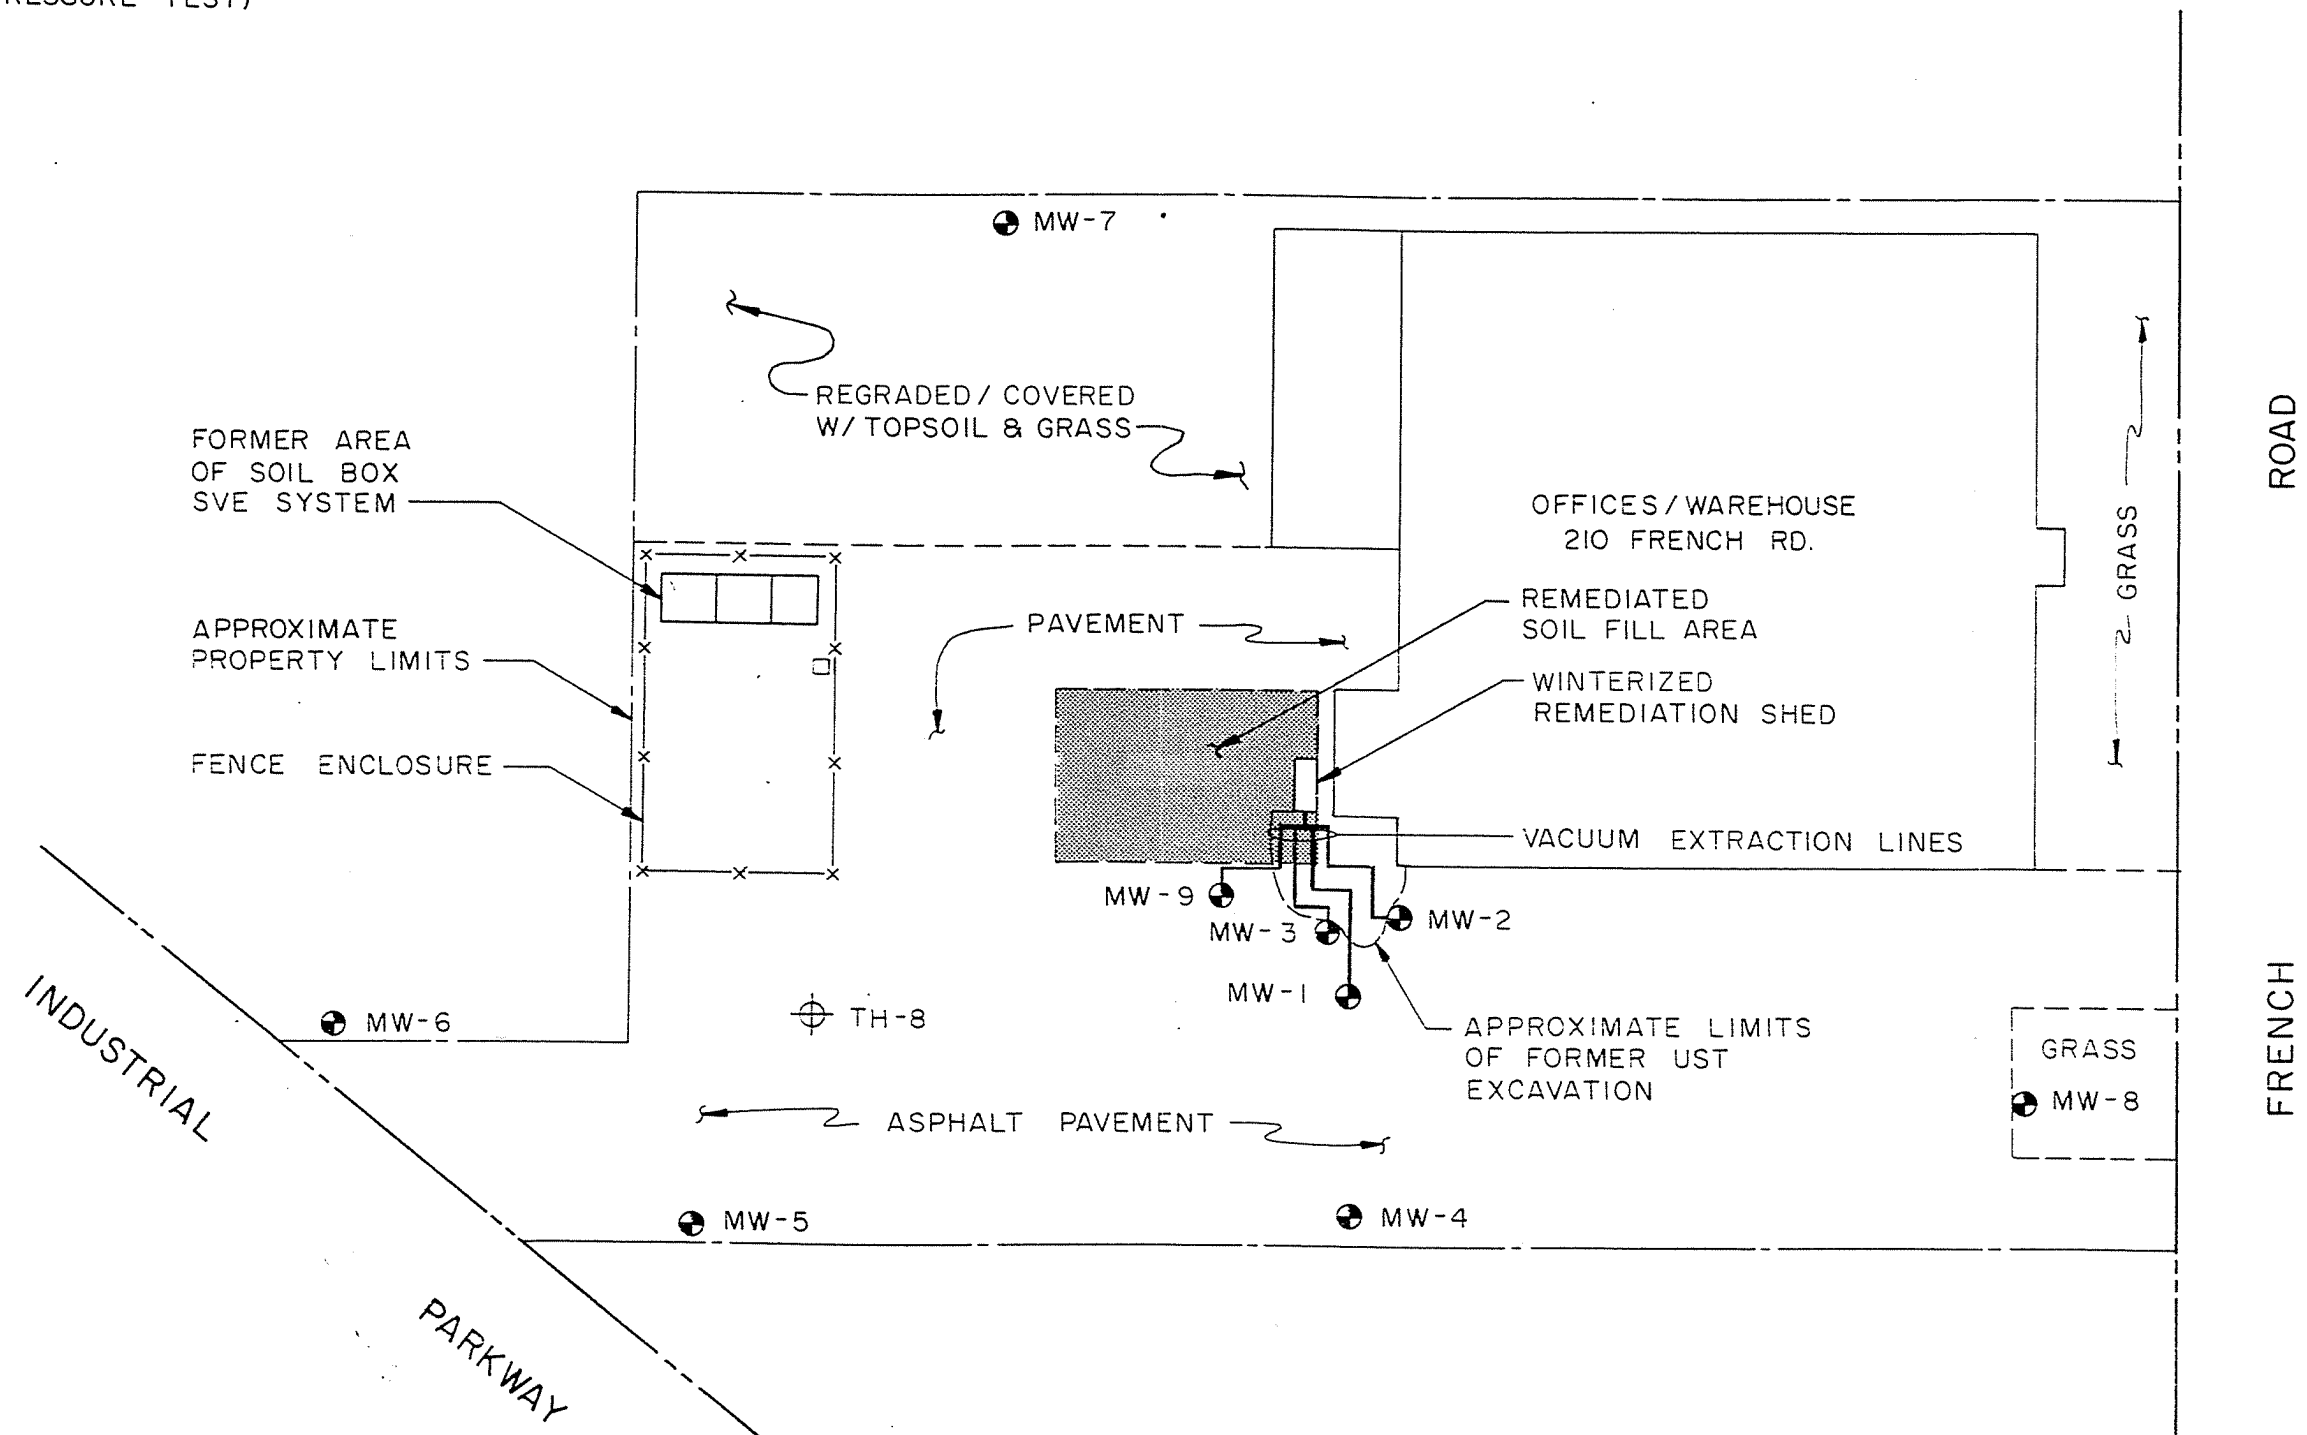 MW-7
REGRADED/ COVERED
W/ TOPSOIL & GRASS
FORMER AREA
OF SOIL BOX
SVE SYSTEM
OFFICES/WAREHOUSE
210 FRENCH RD.
GRASS
ROAD
APPROXIMATE
PROPERTY LIMITS
PAVEMENT
REMEDIATED
SOIL FILL AREA
WINTERIZED
REMEDIATION SHED
FENCE ENCLOSURE
VACUUM EXTRACTION LINES
MW-9
MW-3
MW-2
MW-1
MW-6
TH-8
APPROXIMATE LIMITS
OF FORMER UST
EXCAVATION
GRASS
MW-8
FRENCH
INDUSTRIAL
PARKWAY
ASPHALT PAVEMENT
MW-5
MW-4